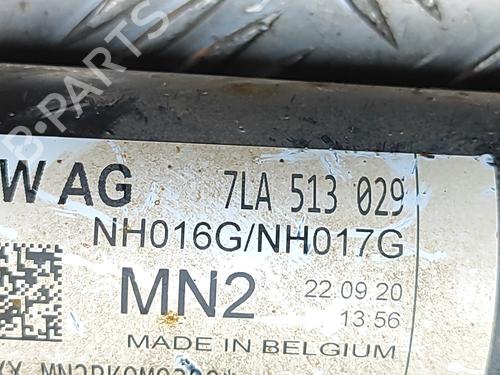 B-PARTS
W AG 7LA 513 029
NH016G/NH017G
MN2 22.09.20
13:56
MADE IN BELGIUM